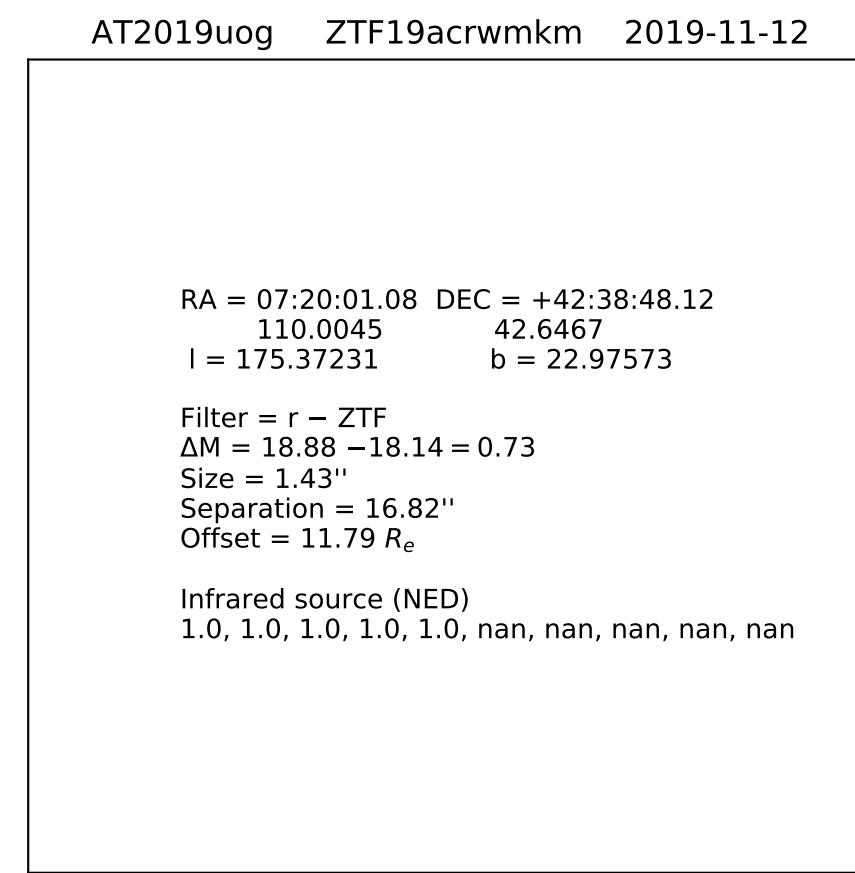 AT2019uog ZTF19acrwmkm 2019-11-12
RA = 07:20:01.08 DEC = +42:38:48.12
110.0045 42.6467
l = 175.37231 b = 22.97573
Filter = r − ZTF
ΔM = 18.88 −18.14 = 0.73
Size = 1.43''
Separation = 16.82''
Offset = 11.79 Rₑ
Infrared source (NED)
1.0, 1.0, 1.0, 1.0, 1.0, nan, nan, nan, nan, nan